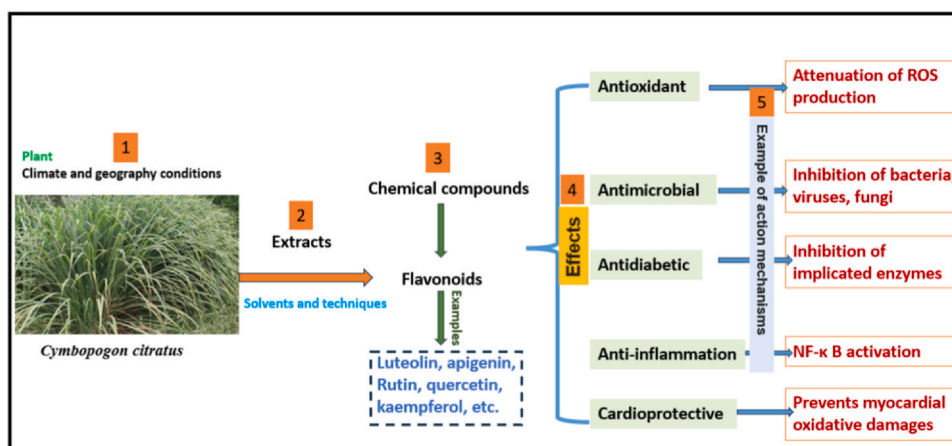 1
Plant
Climate and geography conditions
Cymbopogon citratus
2
Extracts
Solvents and techniques
3
Chemical compounds
Flavonoids
Examples
Luteolin, apigenin,
Rutin, quercetin,
kaempferol, etc.
4
Effects
Antioxidant
Antimicrobial
Antidiabetic
Anti-inflammation
Cardioprotective
5
Example of action mechanisms
Attenuation of ROS
production
Inhibition of bacteria
viruses, fungi
Inhibition of
implicated enzymes
NF-κ B activation
Prevents myocardial
oxidative damages